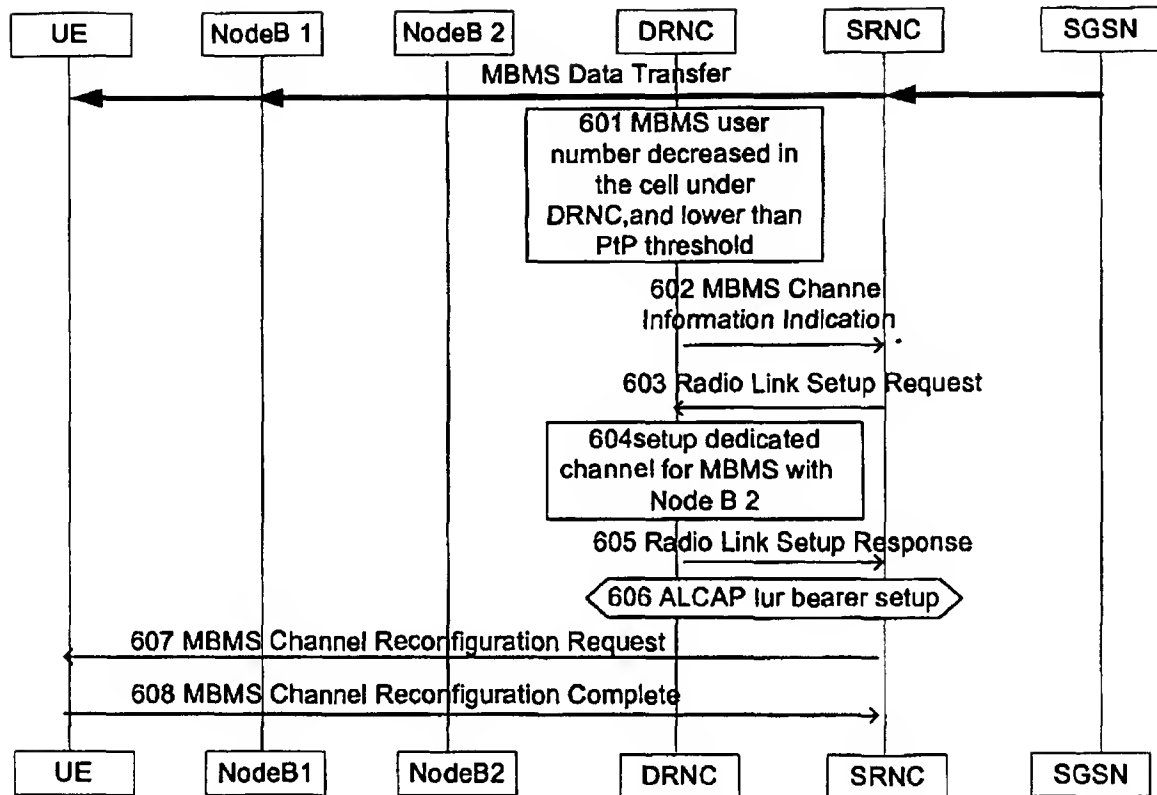 UE NodeB 1 NodeB 2 DRNC SRNC SGSN
MBMS Data Transfer
601 MBMS user
number decreased in
the cell under
DRNC,and lower than
PtP threshold
602 MBMS Channel
Information Indication
603 Radio Link Setup Request
604setup dedicated
channel for MBMS with
Node B 2
605 Radio Link Setup Response
606 ALCAP Iur bearer setup
607 MBMS Channel Reconfiguration Request
608 MBMS Channel Reconfiguration Complete
UE NodeB1 NodeB2 DRNC SRNC SGSN